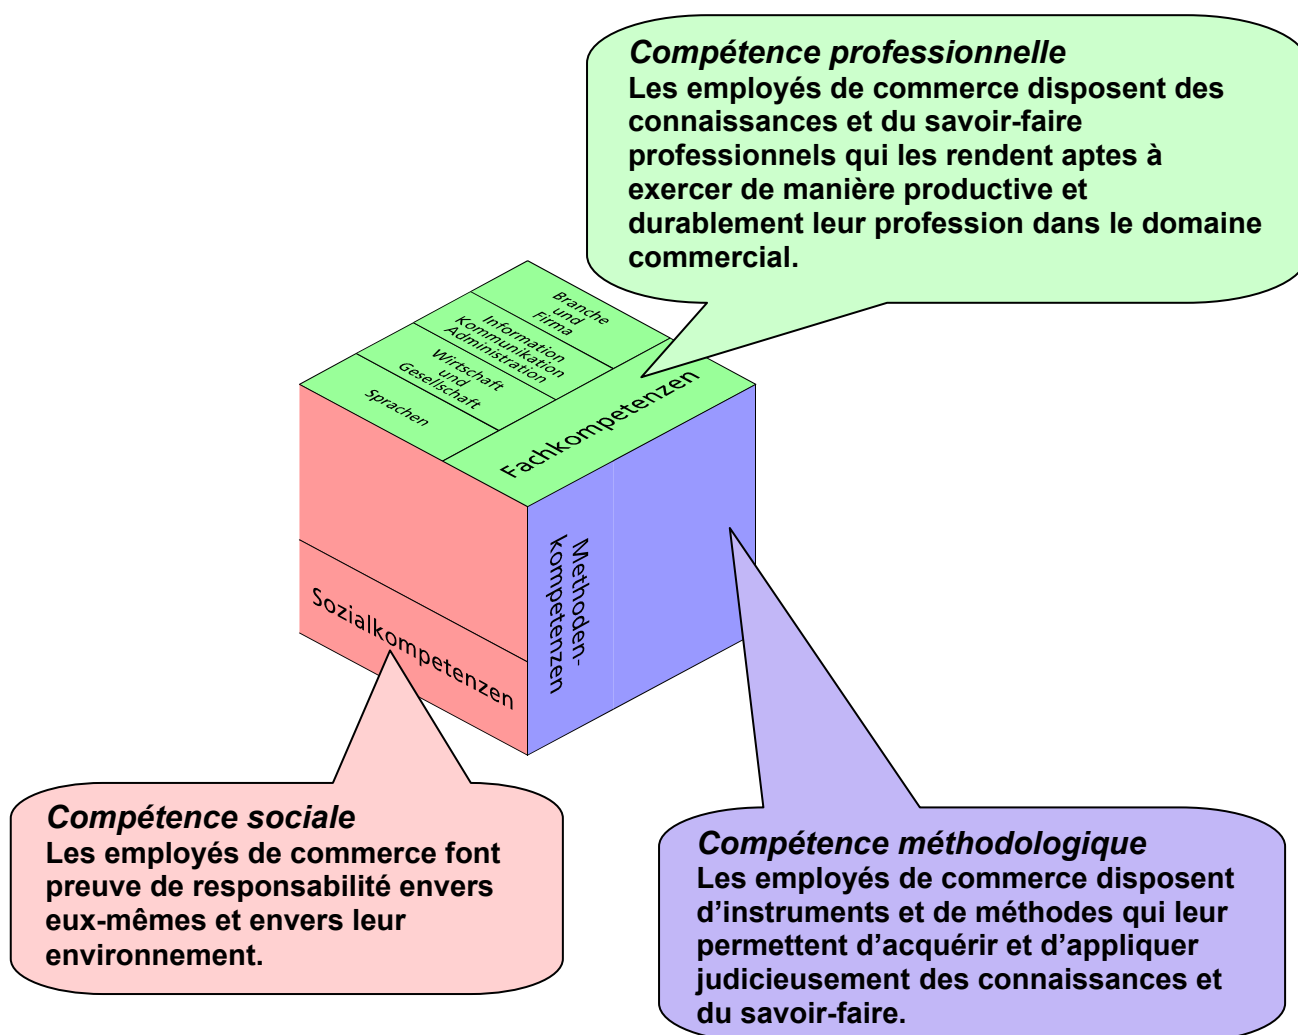 Compétence professionnelle
Les employés de commerce disposent des
connaissances et du savoir-faire
professionnels qui les rendent aptes à
exercer de manière productive et
durablement leur profession dans le domaine
commercial.
Branche
und
Firma
Information
Kommunikation
Administration
Wirtschaft
und
Gesellschaft
Sprachen
Fachkompetenzen
Methoden-
kompetenzen
Sozialkompetenzen
Compétence sociale
Les employés de commerce font
preuve de responsabilité envers
eux-mêmes et envers leur
environnement.
Compétence méthodologique
Les employés de commerce disposent
d’instruments et de méthodes qui leur
permettent d’acquérir et d’appliquer
judicieusement des connaissances et
du savoir-faire.